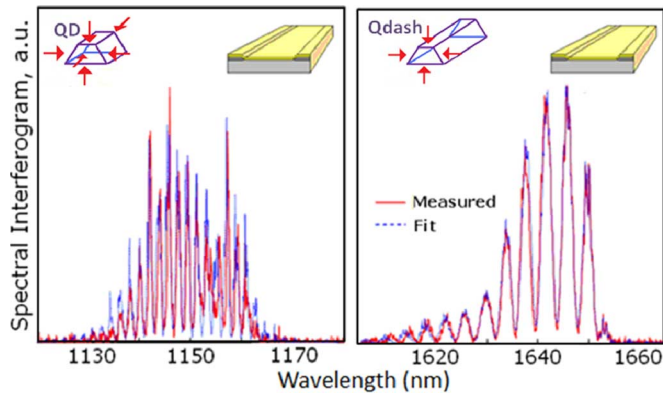 QD
Qdash
Spectral Interferogram, a.u.
Measured
Fit
1130
1150
1170
1620
1640
1660
Wavelength (nm)